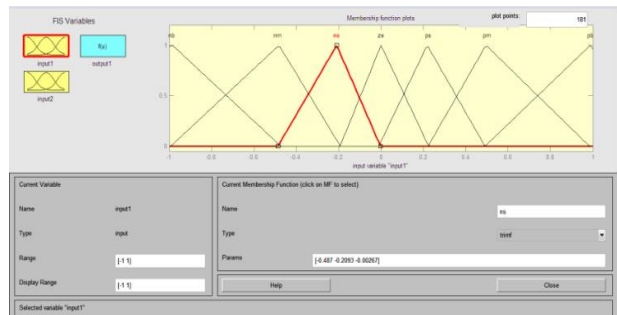 FIS Variables
Membership function plots
plot points:
181
nb
nm
ns
ze
ps
pm
pb
f(u)
input1
output1
input2
1
0.5
0
-1
-0.8
-0.6
-0.4
-0.2
0
0.2
0.4
0.6
0.8
1
input variable "input1"
Current Variable
Current Membership Function (click on MF to select)
Name
input1
Name
ns
Type
input
Type
trimf
Range
[-1 1]
Params
[-0.487 -0.2093 -0.00267]
Display Range
[-1 1]
Help
Close
Selected variable "input1"